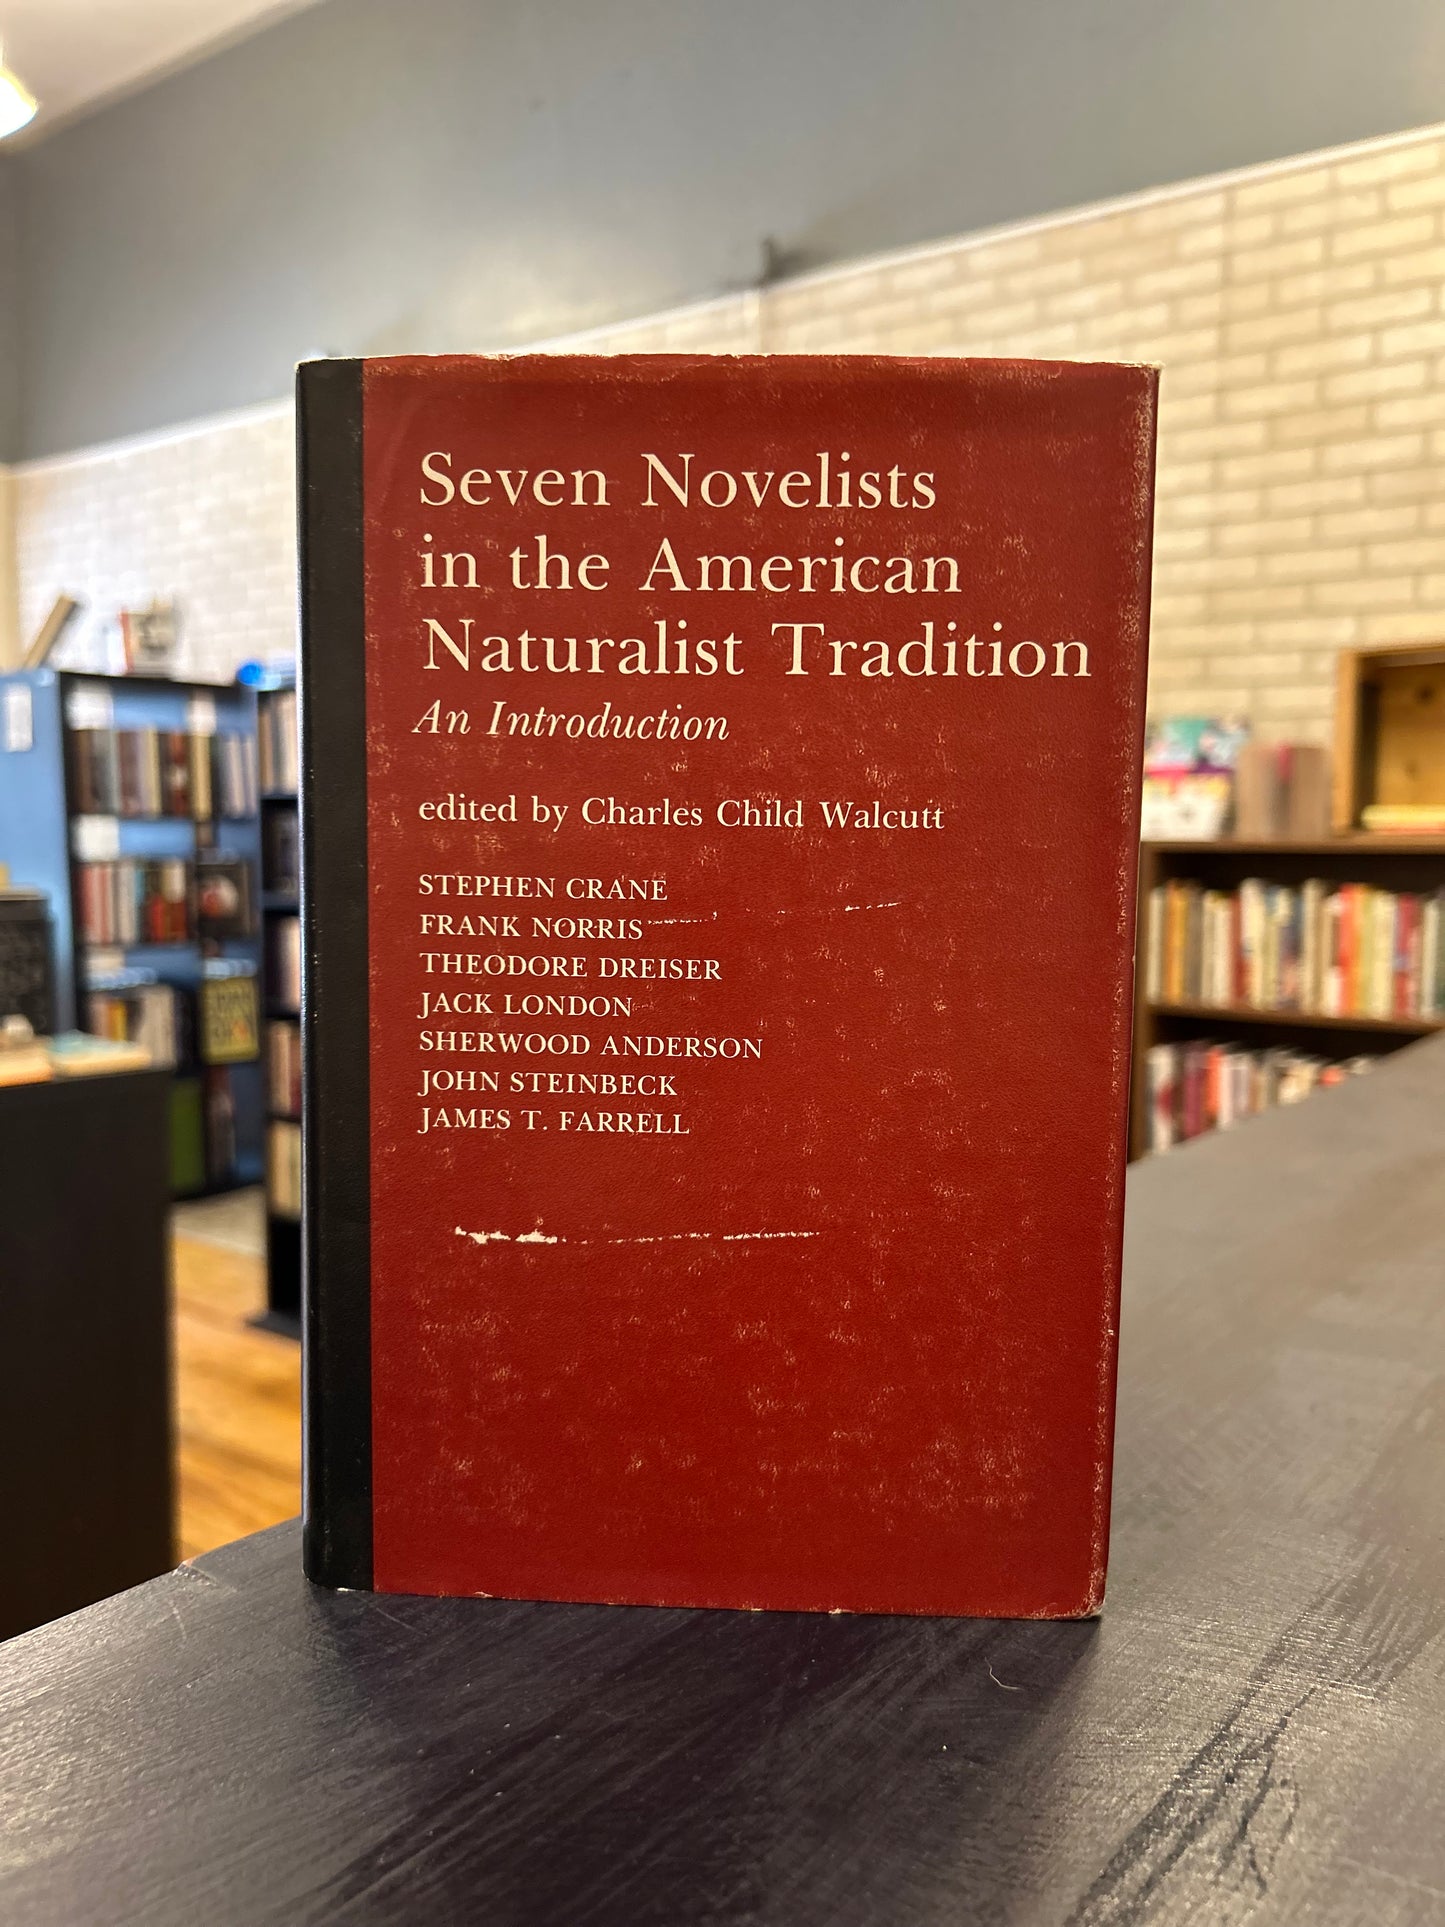 Seven Novelists
in the American
Naturalist Tradition
An Introduction
edited by Charles Child Walcutt
STEPHEN CRANE
FRANK NORRIS
THEODORE DREISER
JACK LONDON
SHERWOOD ANDERSON
JOHN STEINBECK
JAMES T. FARRELL